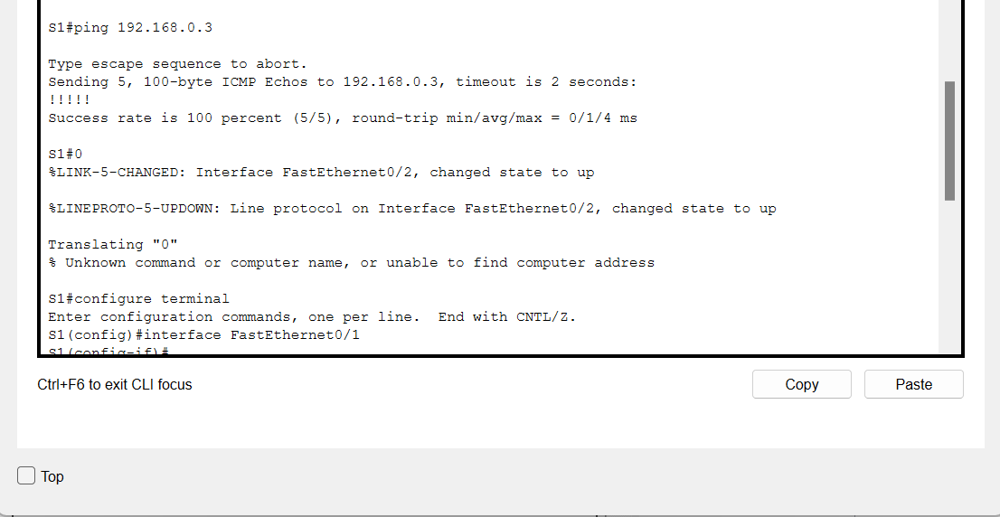 S1#ping 192.168.0.3
Type escape sequence to abort.
Sending 5, 100-byte ICMP Echos to 192.168.0.3, timeout is 2 seconds:
!!!!!
Success rate is 100 percent (5/5), round-trip min/avg/max = 0/1/4 ms
S1#0
%LINK-5-CHANGED: Interface FastEthernet0/2, changed state to up
%LINEPROTO-5-UPDOWN: Line protocol on Interface FastEthernet0/2, changed state to up
Translating "0"
% Unknown command or computer name, or unable to find computer address
S1#configure terminal
Enter configuration commands, one per line.  End with CNTL/Z.
S1(config)#interface FastEthernet0/1
S1(config-if)#
Ctrl+F6 to exit CLI focus
Copy
Paste
Top